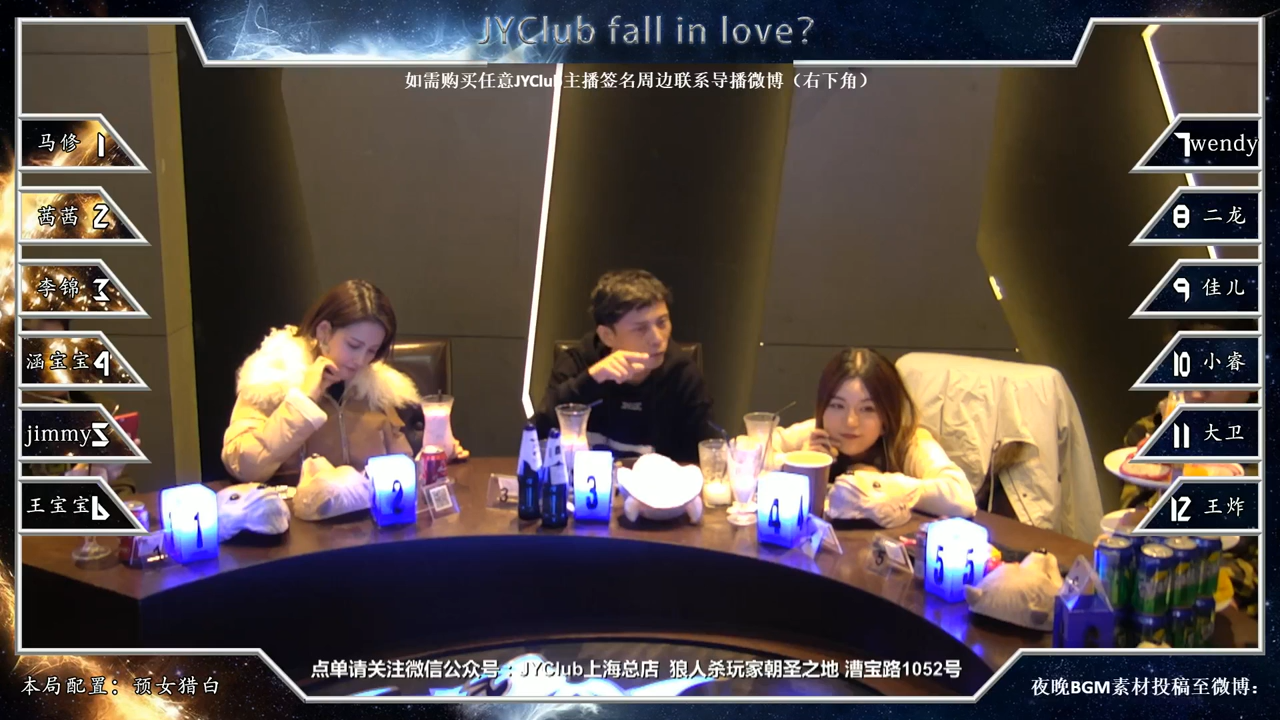 JYClub fall in love?
如需购买任意JYClub主播签名周边联系导播微博（右下角）
马修 1
茜茜 2
李锦 3
涵宝宝 4
jimmy 5
王宝宝 6
7 wendy
8 二龙
9 佳儿
10 小睿
11 大卫
12 王炸
1
2
3
3
4
5 5
点单请关注微信公众号：JYClub上海总店 狼人杀玩家朝圣之地 漕宝路1052号
本局配置：预女猎白
夜晚BGM素材投稿至微博：